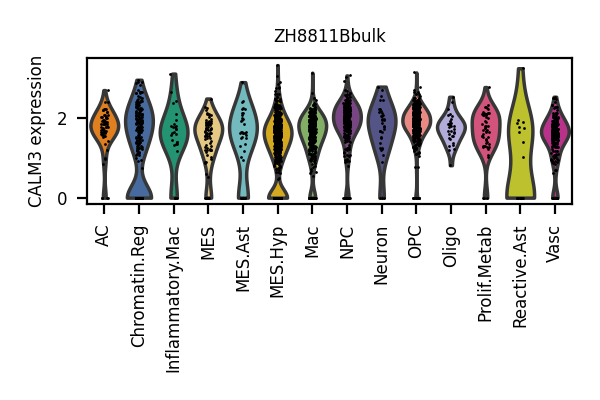 ZH8811Bbulk
CALM3 expression
2
0
AC
Chromatin.Reg
Inflammatory.Mac
MES
MES.Ast
MES.Hyp
Mac
NPC
Neuron
OPC
Oligo
Prolif.Metab
Reactive.Ast
Vasc